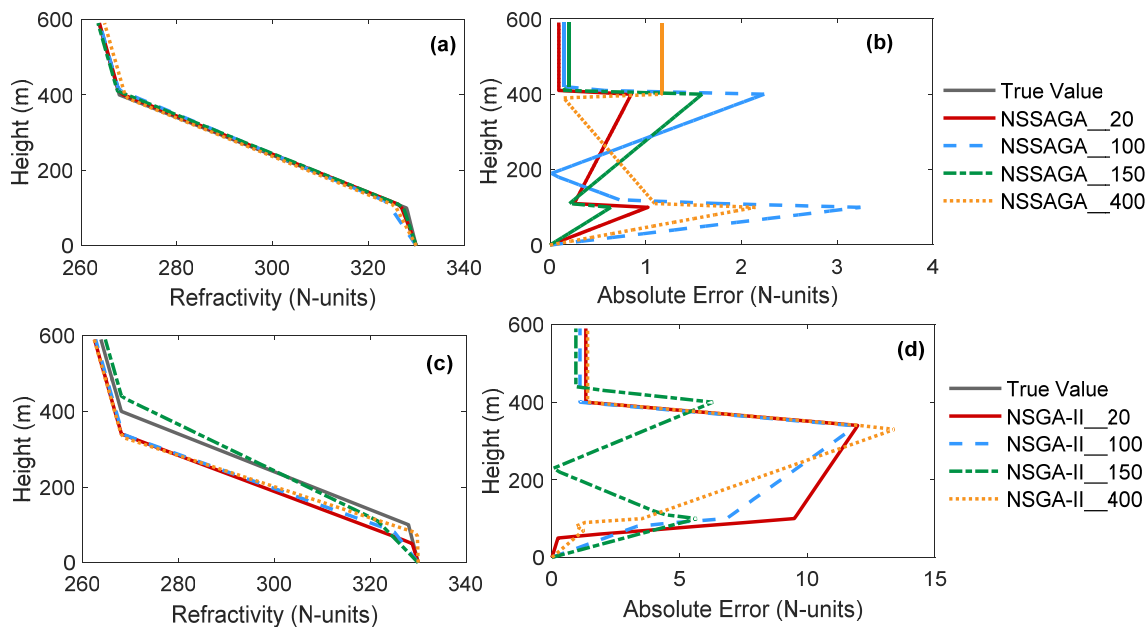 600
400
200
0
Height (m)
(a)
260 280 300 320 340
Refractivity (N-units)
600
400
200
0
Height (m)
(b)
0 1 2 3 4
Absolute Error (N-units)
True Value
NSSAGA__20
NSSAGA__100
NSSAGA__150
NSSAGA__400
600
400
200
0
Height (m)
(c)
260 280 300 320 340
Refractivity (N-units)
600
400
200
0
Height (m)
(d)
0 5 10 15
Absolute Error (N-units)
True Value
NSGA-II__20
NSGA-II__100
NSGA-II__150
NSGA-II__400